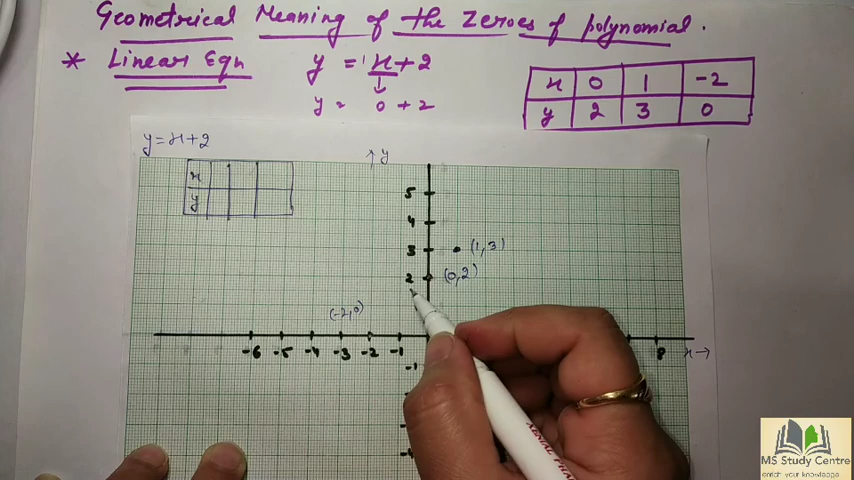 Geometrical Meaning of the Zeroes of polynomial.
* Linear Eqn
y = 1x+2
y = 0+2
x 0 1 -2
y 2 3 0
y=x+2
x
y
↑y
5
4
3 (1,3)
2 (0,2)
(-2,0)
-6 -5 -4 -3 -2 -1 8 x→
-1
MS Study Centre
enrich your knowledge